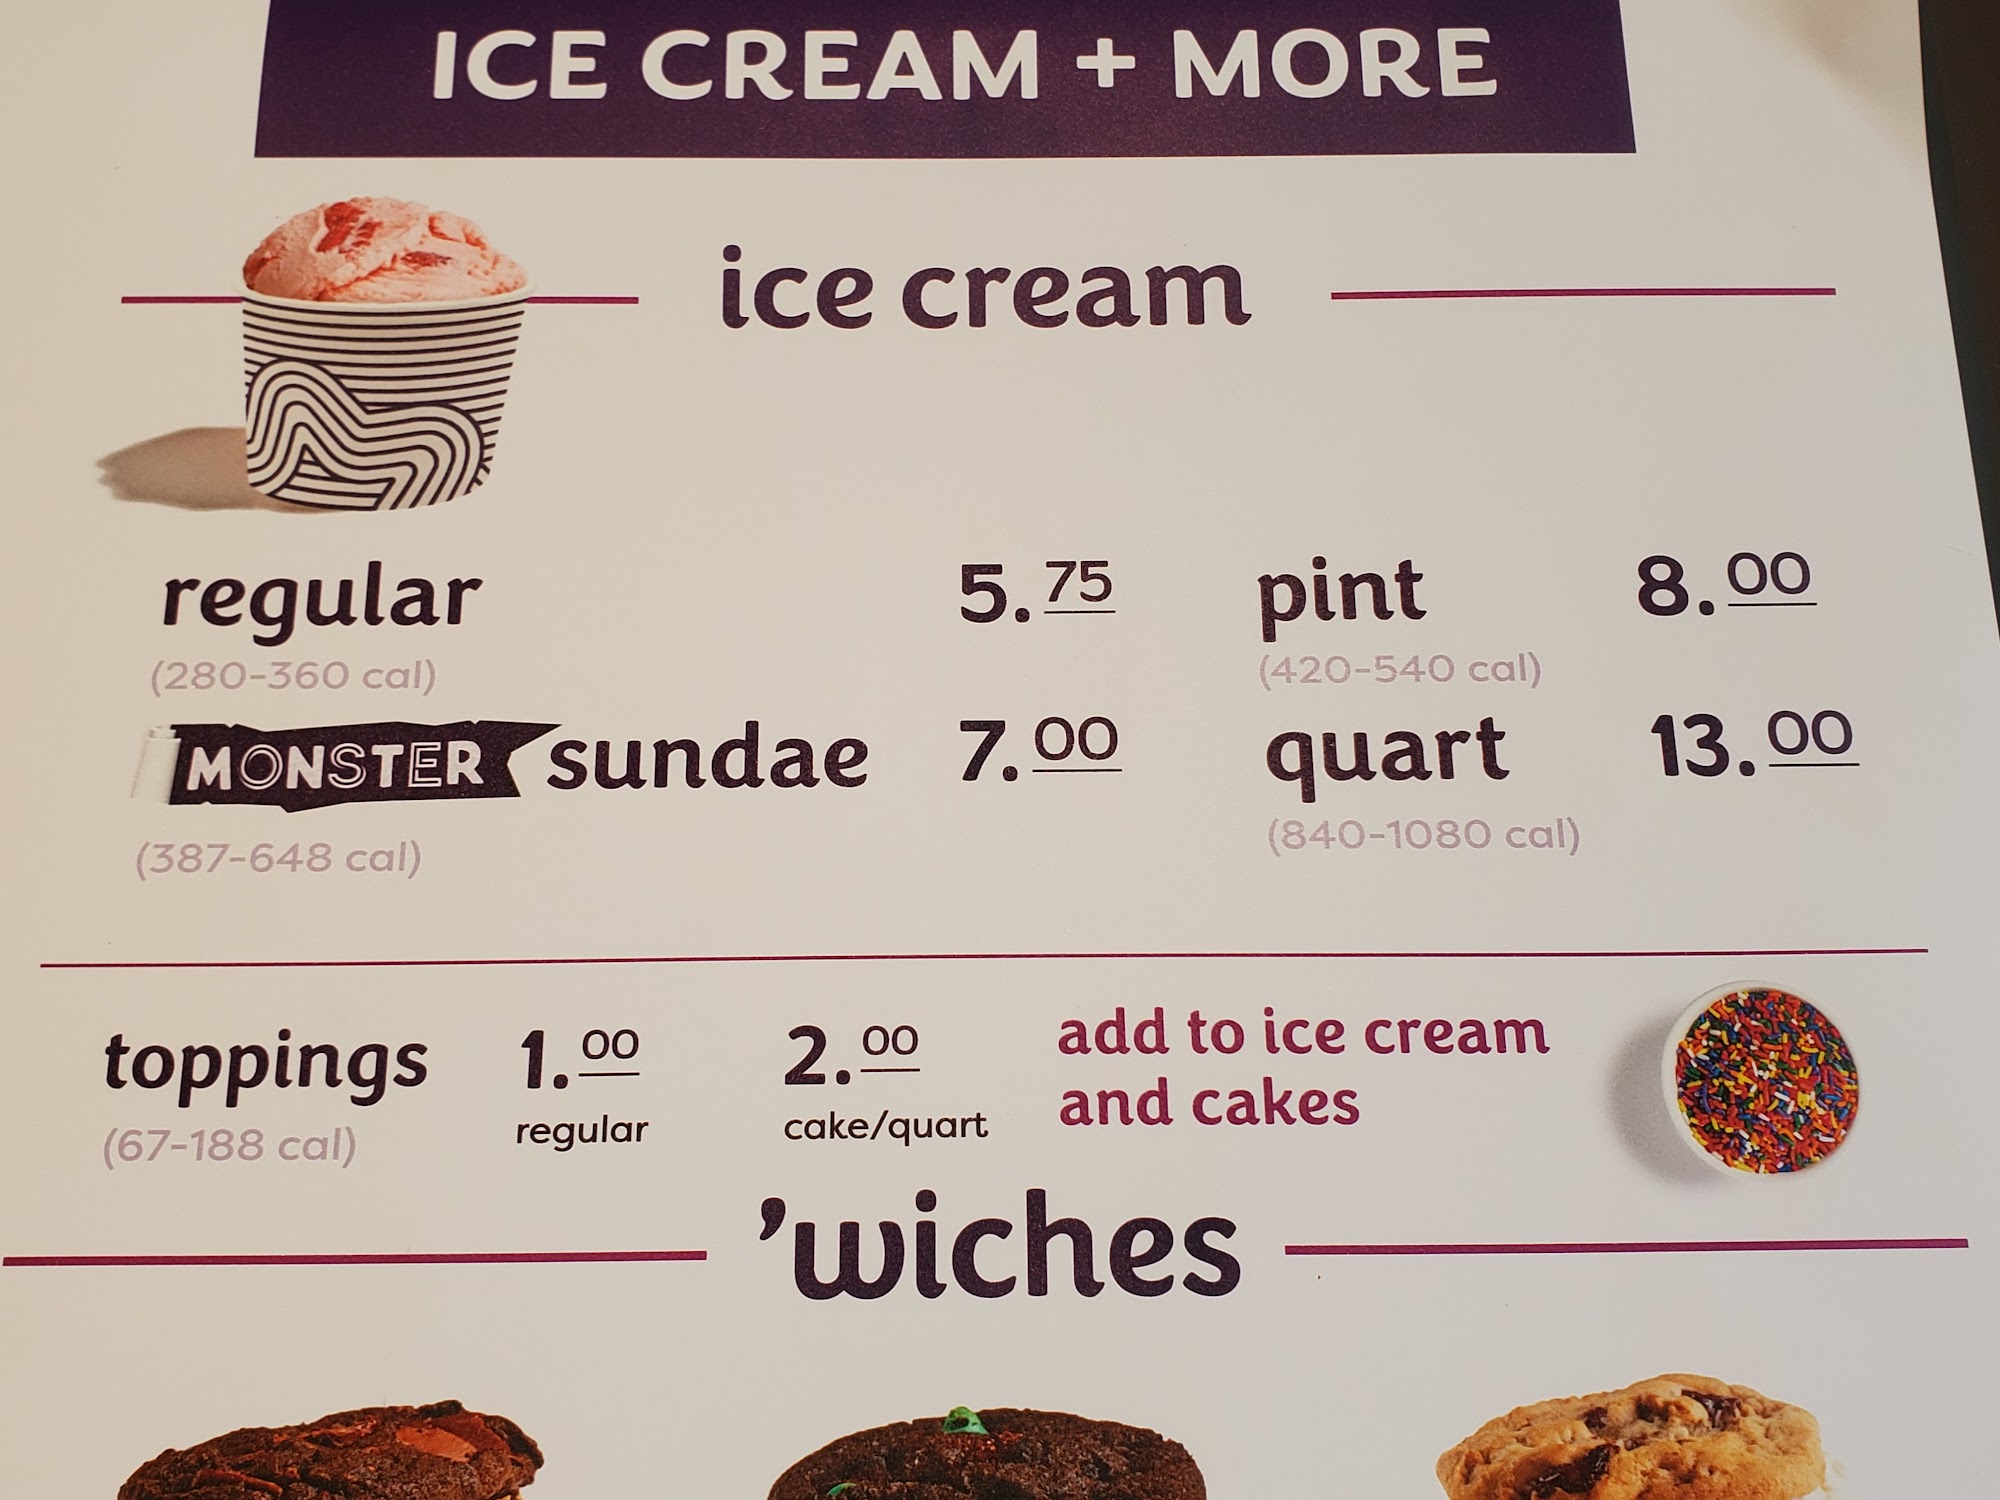 ICE CREAM + MORE
ice cream
regular 5.75
(280-360 cal)
MONSTER sundae 7.00
(387-648 cal)
pint 8.00
(420-540 cal)
quart 13.00
(840-1080 cal)
toppings
(67-188 cal)
1.00
regular
2.00
cake/quart
add to ice cream
and cakes
'wiches